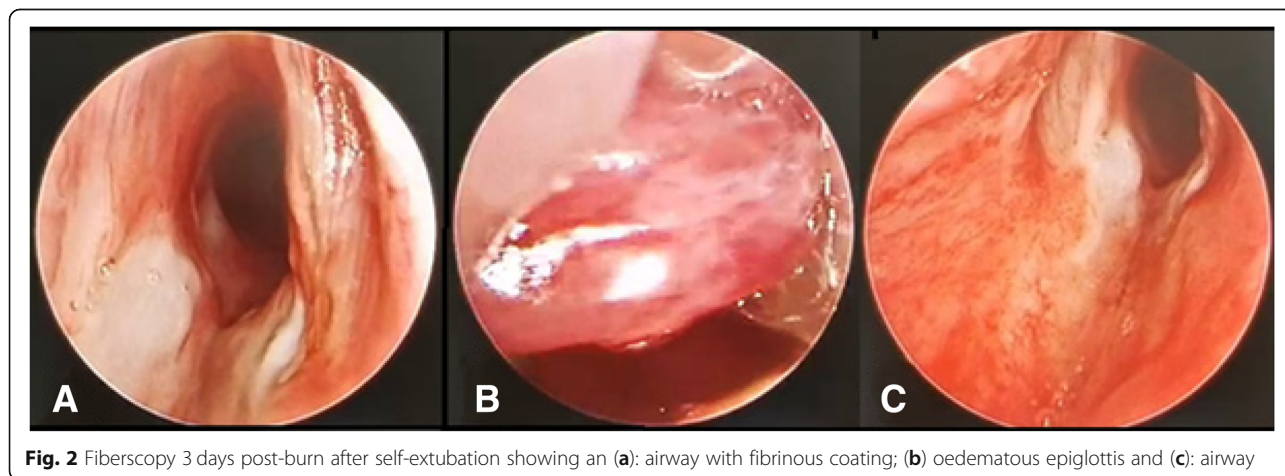 A
B
C
Fig. 2 Fiberscopy 3 days post-burn after self-extubation showing an (a): airway with fibrinous coating; (b) oedematous epiglottis and (c): airway